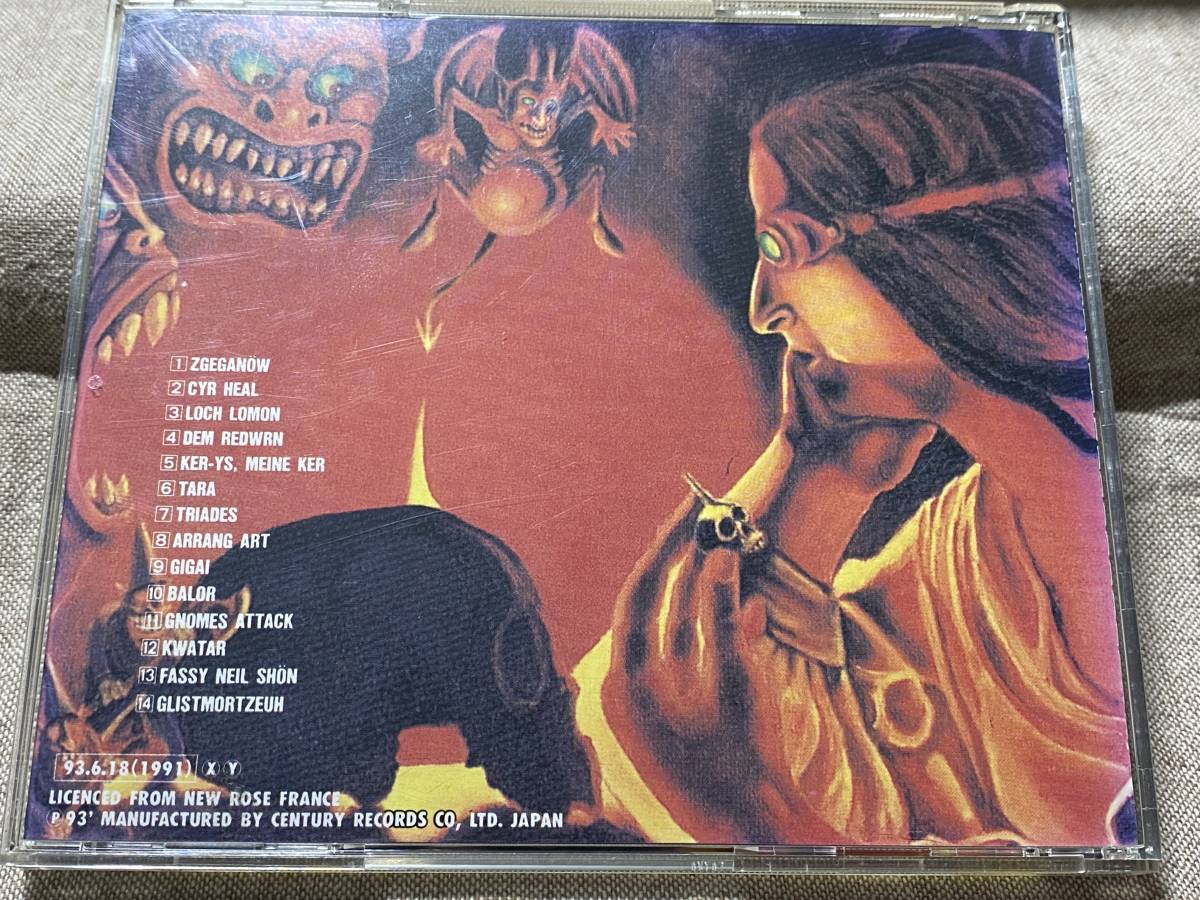 1 ZGEGANÖW
2 CYR HEAL
3 LOCH LOMON
4 DEM REDWRN
5 KER-YS, MEINE KER
6 TARA
7 TRIADES
8 ARRANG ART
9 GIGAI
10 BALOR
11 GNOMES ATTACK
12 KWATAR
13 FASSY NEIL SHÖN
14 GLISTMORTZEUH
93.6.18(1991) Ⓧ Ⓨ
LICENCED FROM NEW ROSE FRANCE
P 93' MANUFACTURED BY CENTURY RECORDS CO, LTD. JAPAN